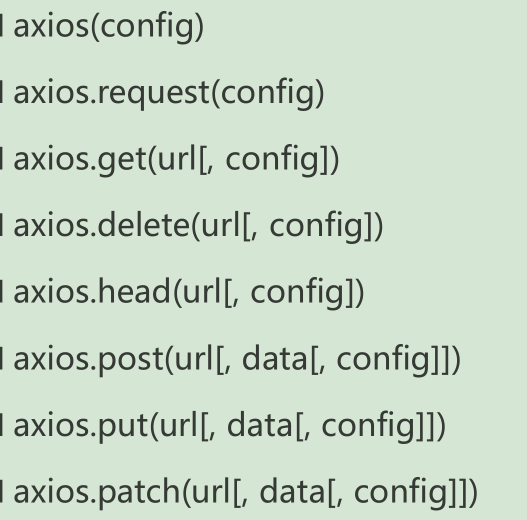 axios(config)
axios.request(config)
axios.get(url[, config])
axios.delete(url[, config])
axios.head(url[, config])
axios.post(url[, data[, config]])
axios.put(url[, data[, config]])
axios.patch(url[, data[, config]])